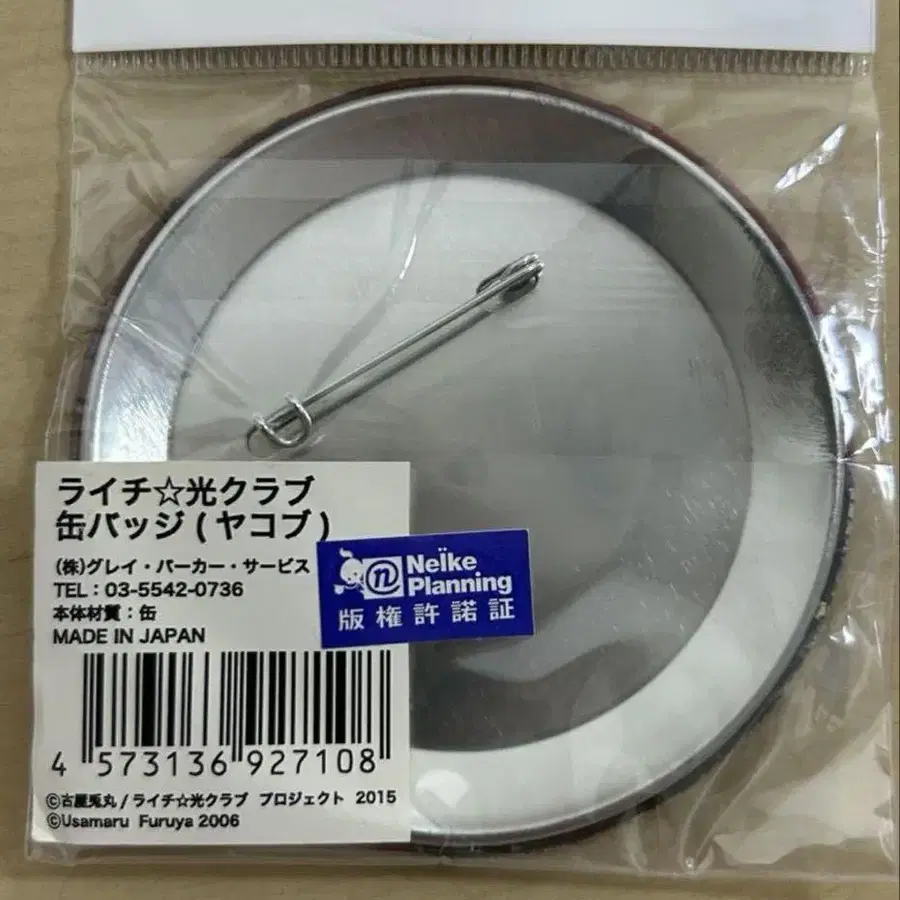 ライチ☆光クラブ
缶バッジ(ヤコブ)
(株)グレイ・パーカー・サービス
TEL:03-5542-0736
本体材質:缶
MADE IN JAPAN
n Neike
Planning
版権許諾証
4 573136 927108
©古屋兎丸/ライチ☆光クラブ プロジェクト 2015
©Usamaru Furuya 2006